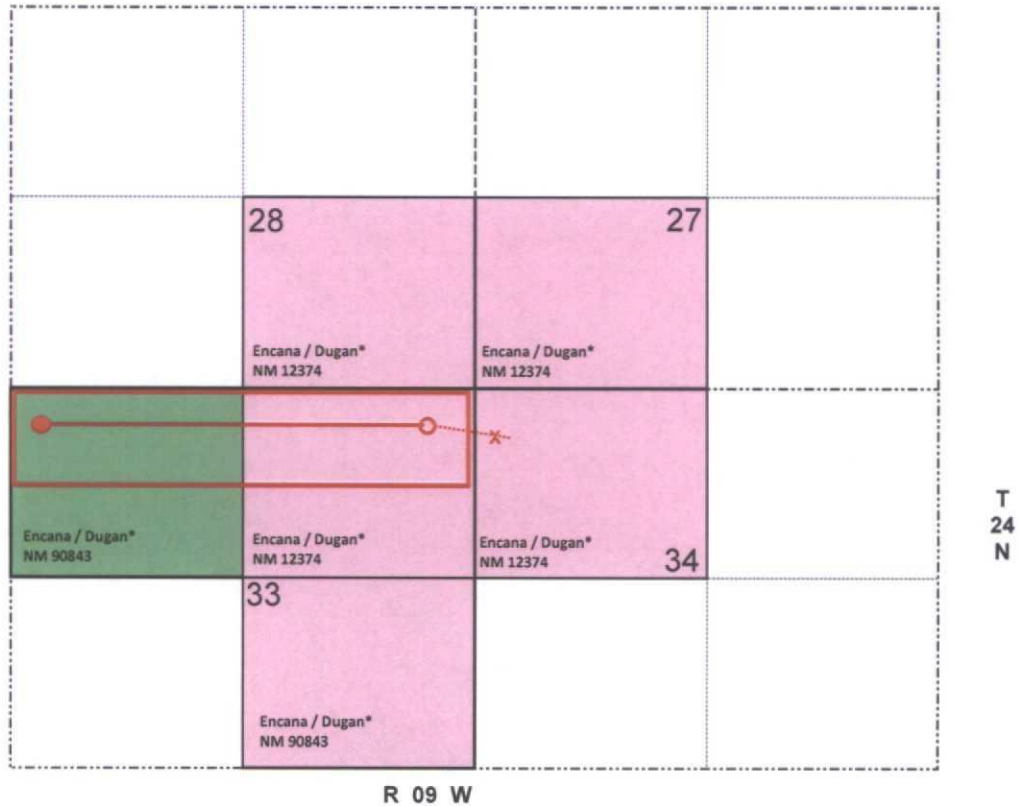 28
27
Encana / Dugan*
NM 12374
Encana / Dugan*
NM 12374
Encana / Dugan*
NM 90843
Encana / Dugan*
NM 12374
Encana / Dugan*
NM 12374
34
33
Encana / Dugan*
NM 90843
T
24
N
R 09 W